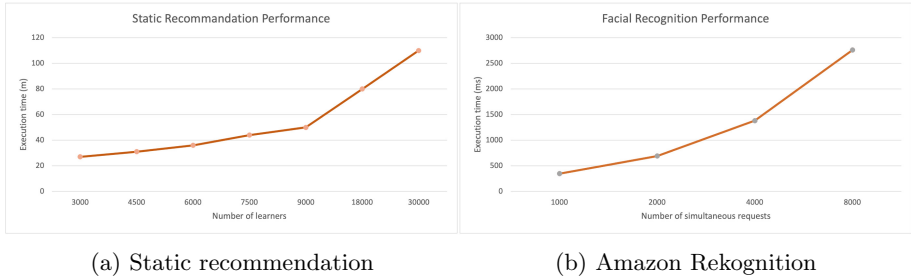 Static Recommandation Performance
120
100
80
60
40
20
0
Execution time (m)
3000 4500 6000 7500 9000 18000 30000
Number of learners
(a) Static recommendation
Facial Recognition Performance
3000
2500
2000
1500
1000
500
0
Execution time (ms)
1000 2000 4000 8000
Number of simultaneous requests
(b) Amazon Rekognition